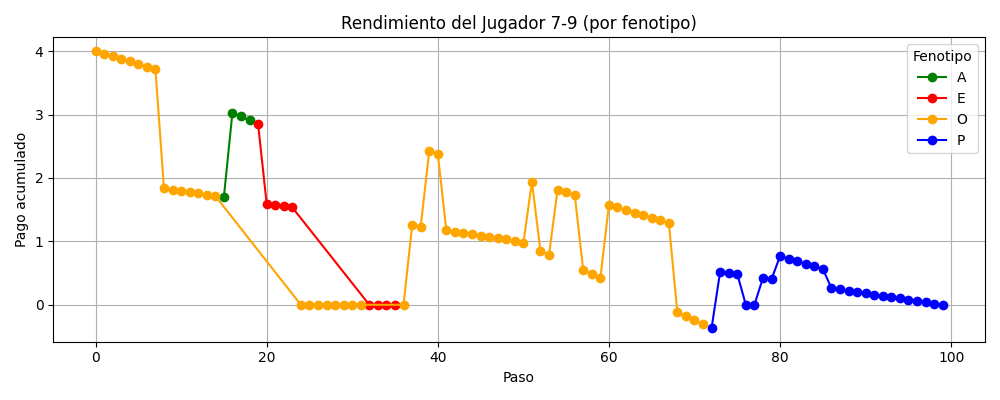 Rendimiento del Jugador 7-9 (por fenotipo)
Pago acumulado
4
3
2
1
0
0
20
40
60
80
100
Paso
Fenotipo
A
E
O
P